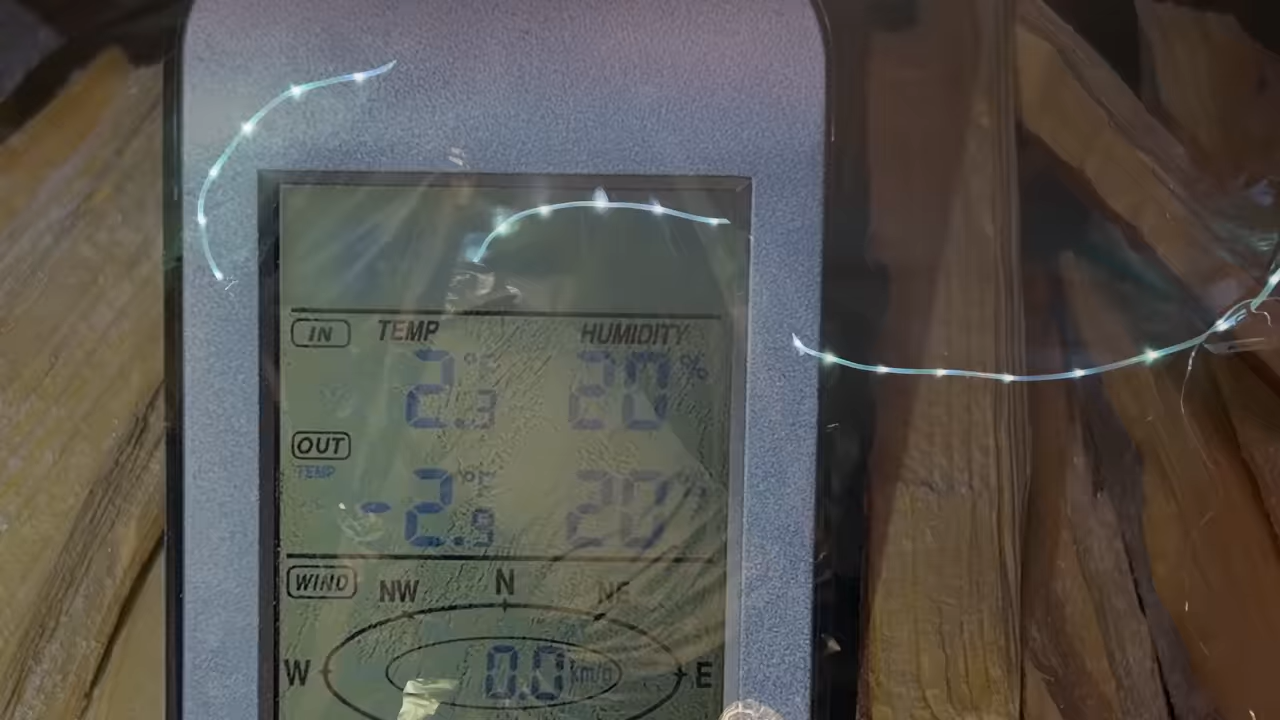 IN TEMP HUMIDITY
2.3 °C 20 %
OUT
TEMP
-2.9 °C 20 %
WIND NW N NE
W 0.0 km/h E